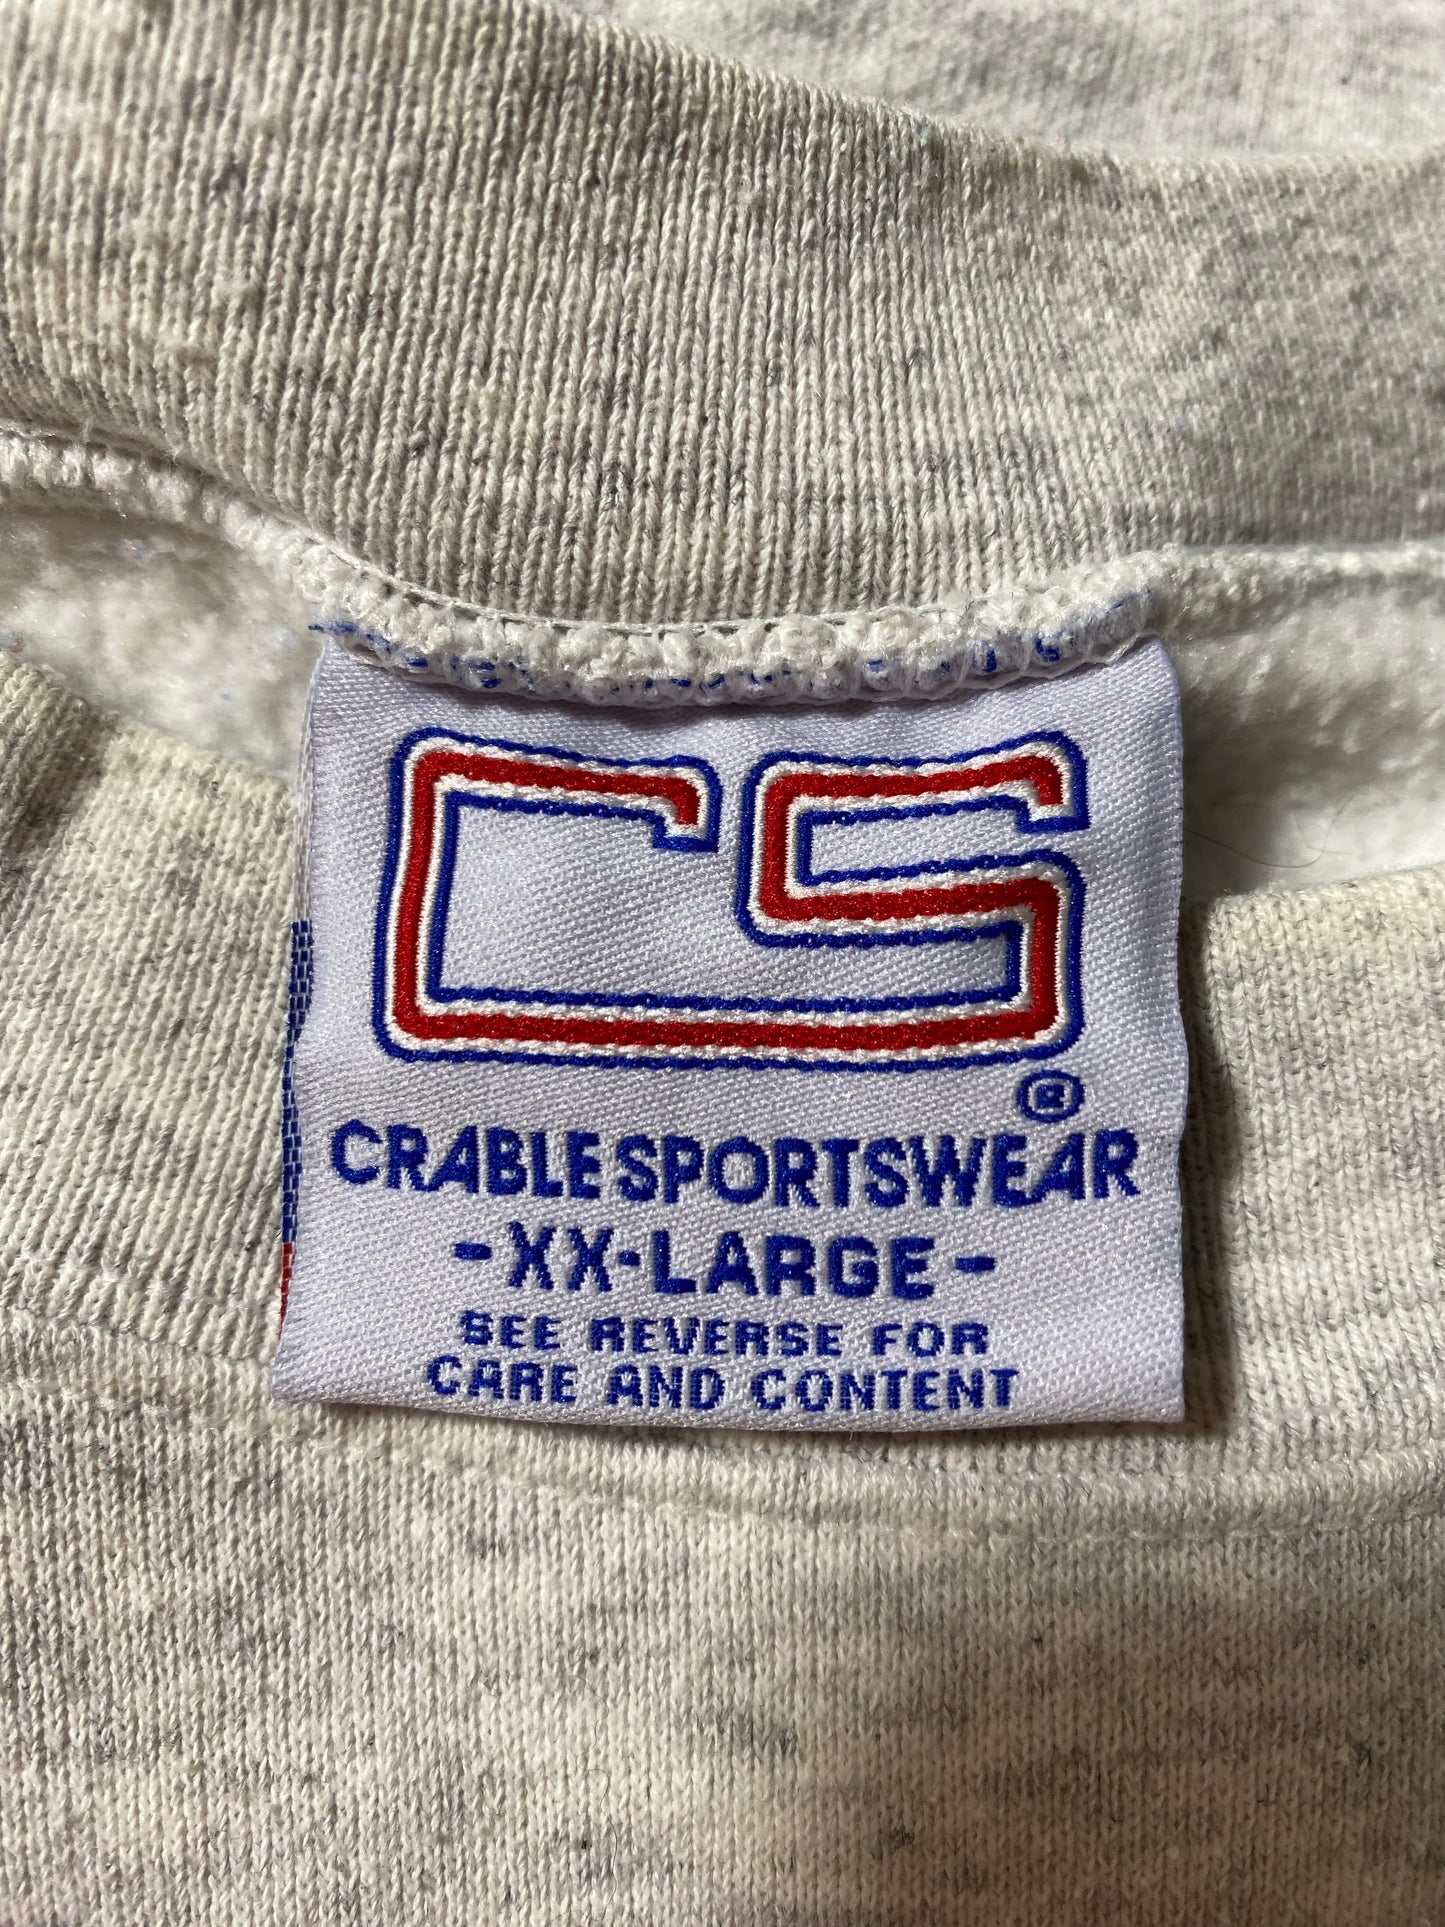 CS
®
CRABLE SPORTSWEAR
-XX-LARGE-
SEE REVERSE FOR
CARE AND CONTENT